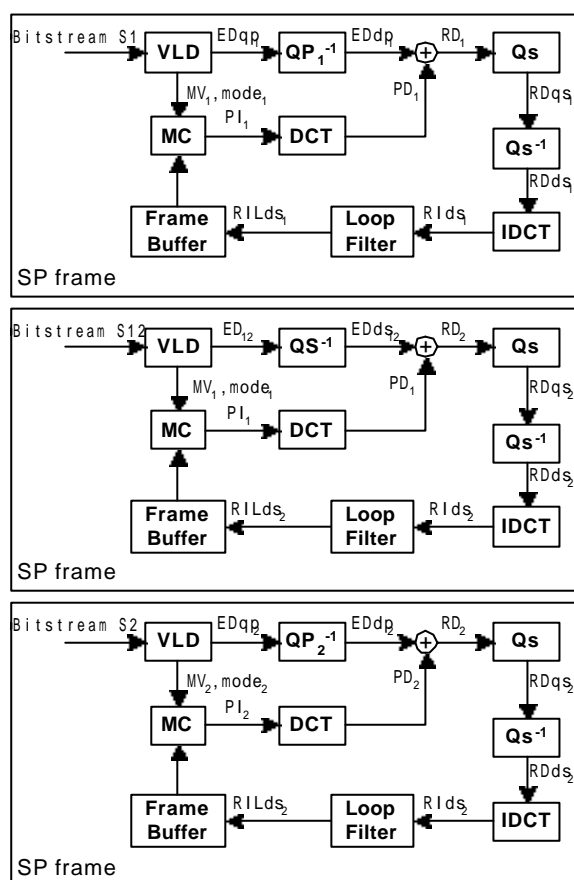 Bitstream S1
VLD
EDqp₁
QP₁⁻¹
EDdp₁
+
RD₁
Qs
MV₁, mode₁
PD₁
RDqs₁
MC
PI₁
DCT
Qs⁻¹
RDds₁
Frame
Buffer
RILds₁
Loop
Filter
RIds₁
IDCT
SP frame
Bitstream S12
VLD
ED₁₂
QS⁻¹
EDds₂
+
RD₂
Qs
MV₁, mode₁
PD₁
RDqs₂
MC
PI₁
DCT
Qs⁻¹
RDds₂
Frame
Buffer
RILds₂
Loop
Filter
RIds₂
IDCT
SP frame
Bitstream S2
VLD
EDqp₂
QP₂⁻¹
EDdp₂
+
RD₂
Qs
MV₂, mode₂
PD₂
RDqs₂
MC
PI₂
DCT
Qs⁻¹
RDds₂
Frame
Buffer
RILds₂
Loop
Filter
RIds₂
IDCT
SP frame